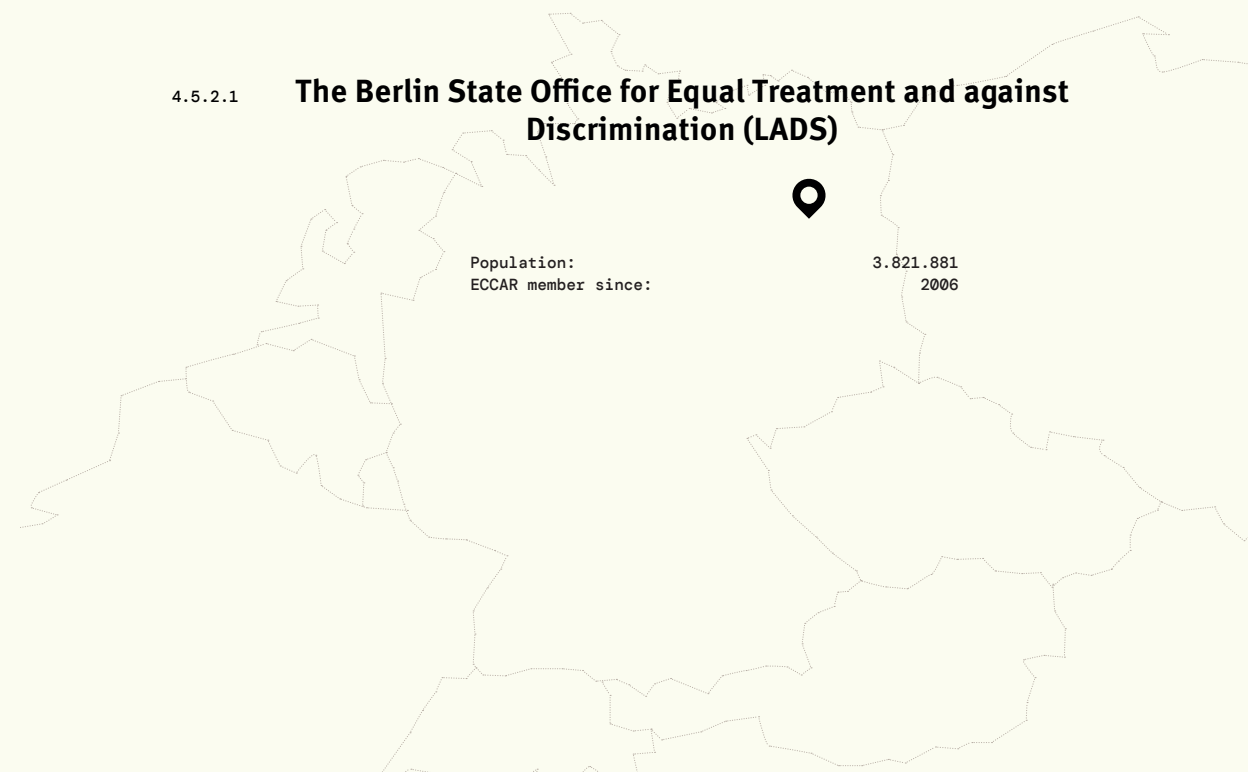 4.5.2.1
The Berlin State Office for Equal Treatment and against
Discrimination (LADS)
Population: 3.821.881
ECCAR member since: 2006